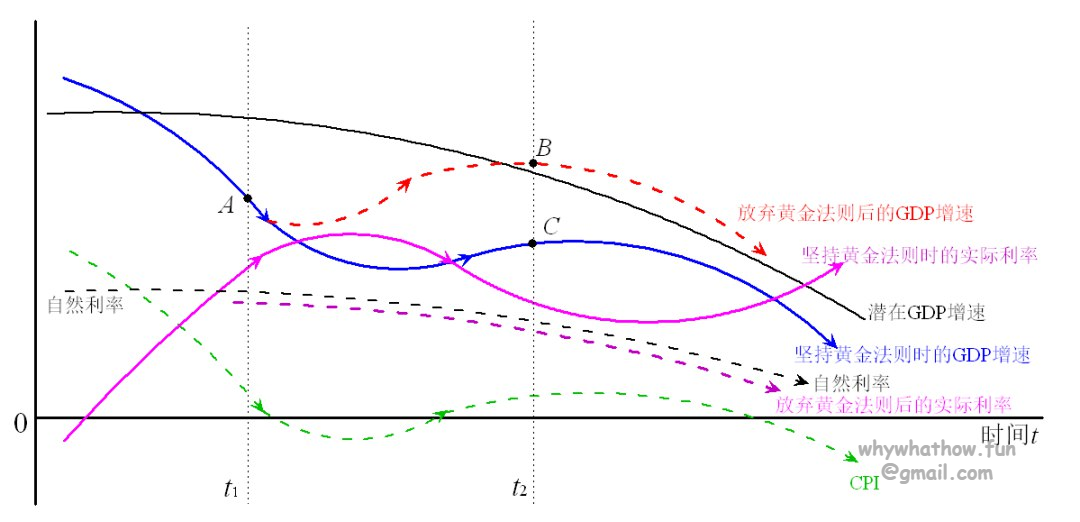 B
A
C
放弃黄金法则后的GDP增速
坚持黄金法则时的实际利率
自然利率
潜在GDP增速
坚持黄金法则时的GDP增速
自然利率
放弃黄金法则后的实际利率
0
时间t
whywhathow.fun
@gmail.com
CPI
t1
t2